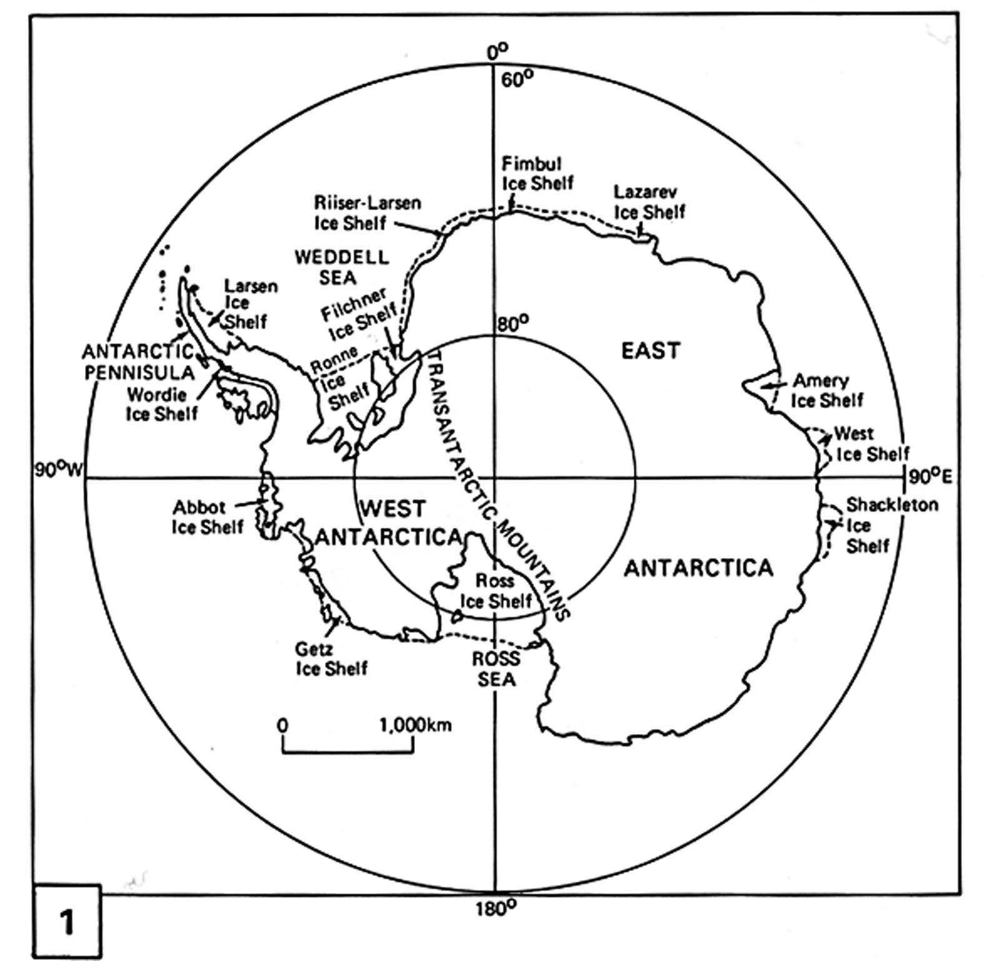 0°
60°
Fimbul
Ice Shelf
Lazarev
Ice Shelf
Riiser-Larsen
Ice Shelf
WEDDELL
SEA
Larsen
Ice
Shelf
Filchner
Ice Shelf
80°
EAST
ANTARCTIC
PENNISULA
Ronne
Ice
Shelf
Wordie
Ice Shelf
TRANSANTARCTIC MOUNTAINS
Amery
Ice Shelf
West
Ice Shelf
90°W
90°E
Abbot
Ice Shelf
WEST
ANTARCTICA
Shackleton
Ice
Shelf
ANTARCTICA
Ross
Ice Shelf
Getz
Ice Shelf
ROSS
SEA
0 1,000km
180°
1